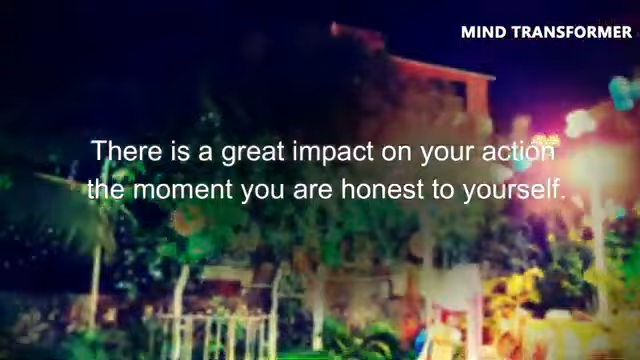 MIND TRANSFORMER
There is a great impact on your action
the moment you are honest to yourself.